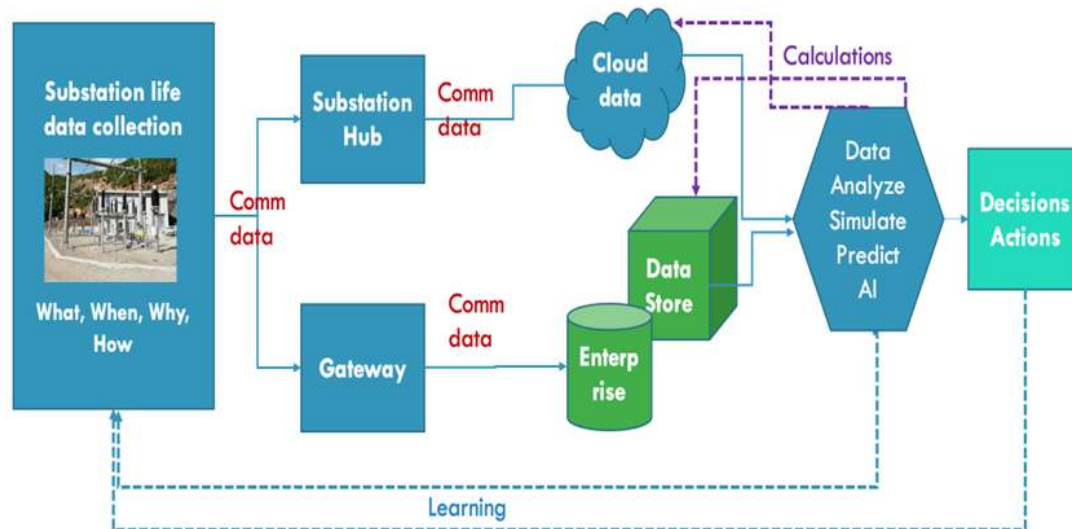 Substation life
data collection
What, When, Why,
How
Comm
data
Substation
Hub
Comm
data
Gateway
Comm
data
Cloud
data
Data
Store
Enterp
rise
Calculations
Data
Analyze
Simulate
Predict
AI
Decisions
Actions
Learning